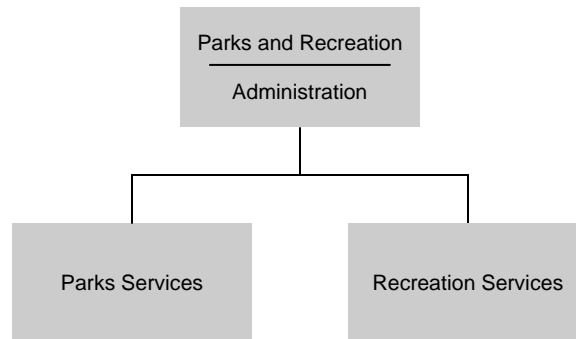 Parks and Recreation
Administration
Parks Services
Recreation Services